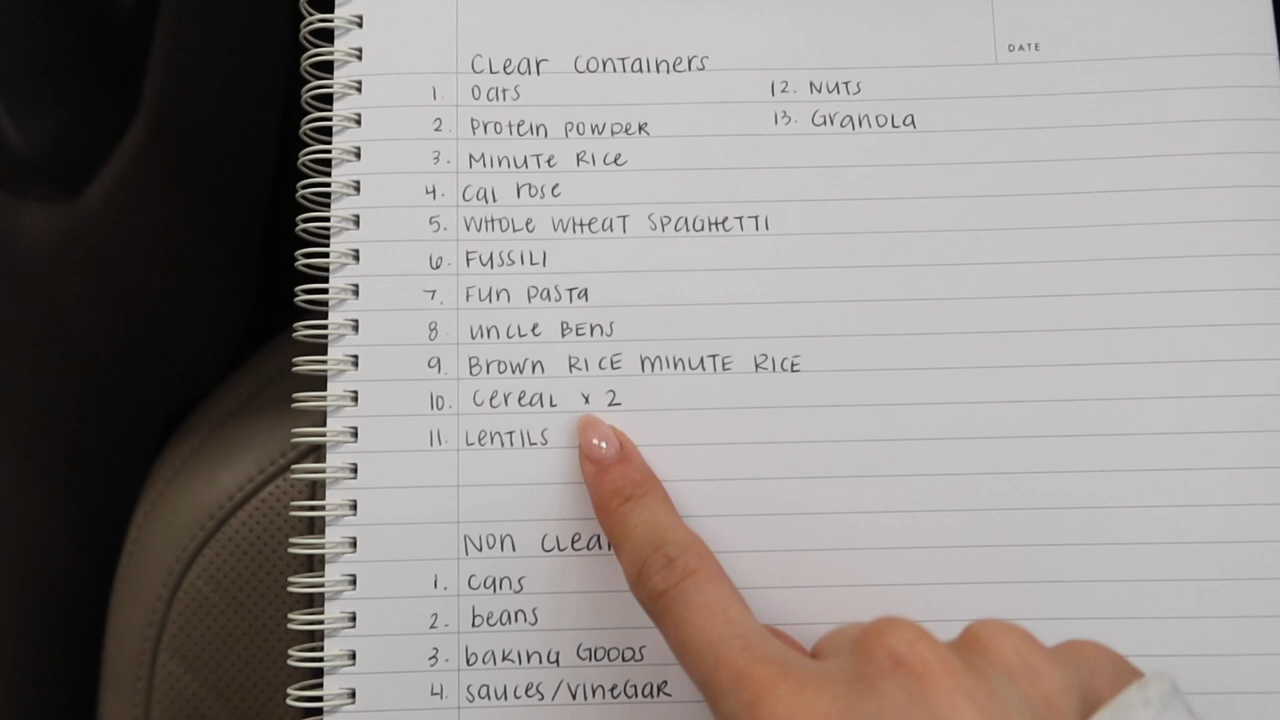 DATE
Clear Containers
1. oats
2. Protein powder
3. Minute Rice
4. Cal rose
5. Whole wheat spaghetti
6. Fussili
7. Fun pasta
8. uncle Bens
9. Brown Rice minute Rice
10. cereal x 2
11. Lentils
12. Nuts
13. Granola
Non Clear
1. cans
2. beans
3. baking Goods
4. sauces/vinegar